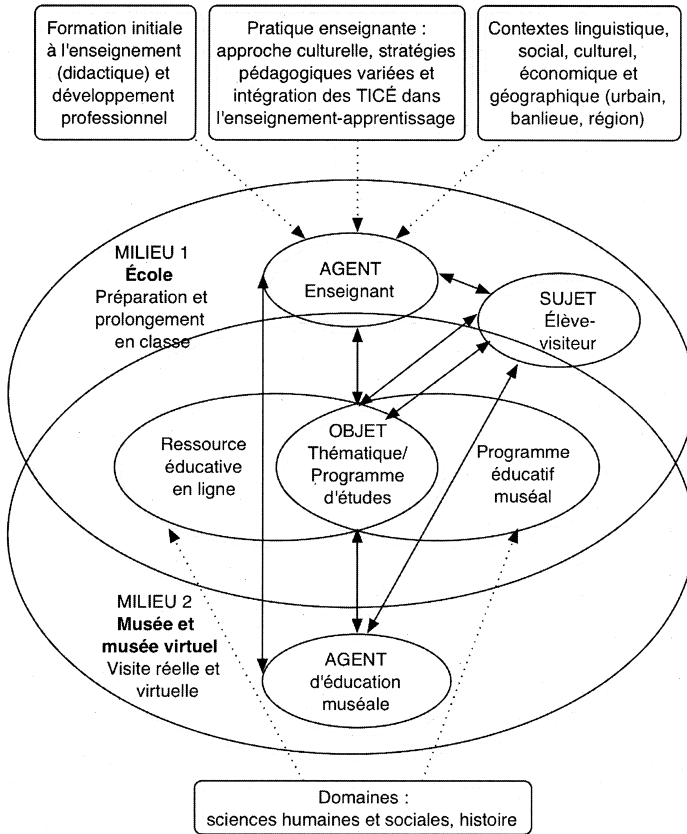 Formation initiale
à l'enseignement
(didactique) et
développement
professionnel
Pratique enseignante :
approche culturelle, stratégies
pédagogiques variées et
intégration des TICÉ dans
l'enseignement-apprentissage
Contextes linguistique,
social, culturel,
économique et
géographique (urbain,
banlieue, région)
MILIEU 1
École
Préparation et
prolongement
en classe
AGENT
Enseignant
SUJET
Élève-
visiteur
Ressource
éducative
en ligne
OBJET
Thématique/
Programme
d'études
Programme
éducatif
muséal
MILIEU 2
Musée et
musée virtuel
Visite réelle et
virtuelle
AGENT
d'éducation
muséale
Domaines :
sciences humaines et sociales, histoire